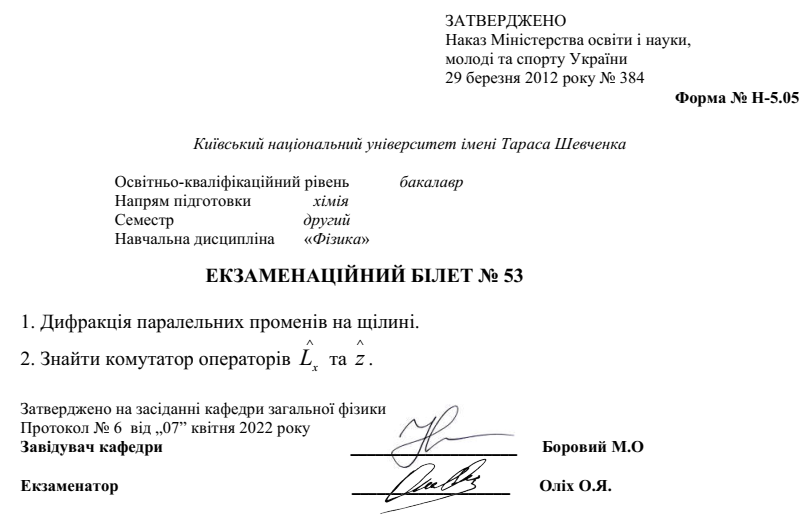 ЗАТВЕРДЖЕНО
Наказ Міністерства освіти і науки,
молоді та спорту України
29 березня 2012 року № 384
Форма № Н-5.05
Київський національний університет імені Тараса Шевченка
Освітньо-кваліфікаційний рівень бакалавр
Напрям підготовки хімія
Семестр другий
Навчальна дисципліна «Фізика»
ЕКЗАМЕНАЦІЙНИЙ БІЛЕТ № 53
1. Дифракція паралельних променів на щілині.
2. Знайти комутатор операторів L̂ₓ та ẑ.
Затверджено на засіданні кафедри загальної фізики
Протокол № 6 від „07” квітня 2022 року
Завідувач кафедри ____________________ Боровий М.О
Екзаменатор ____________________ Оліх О.Я.